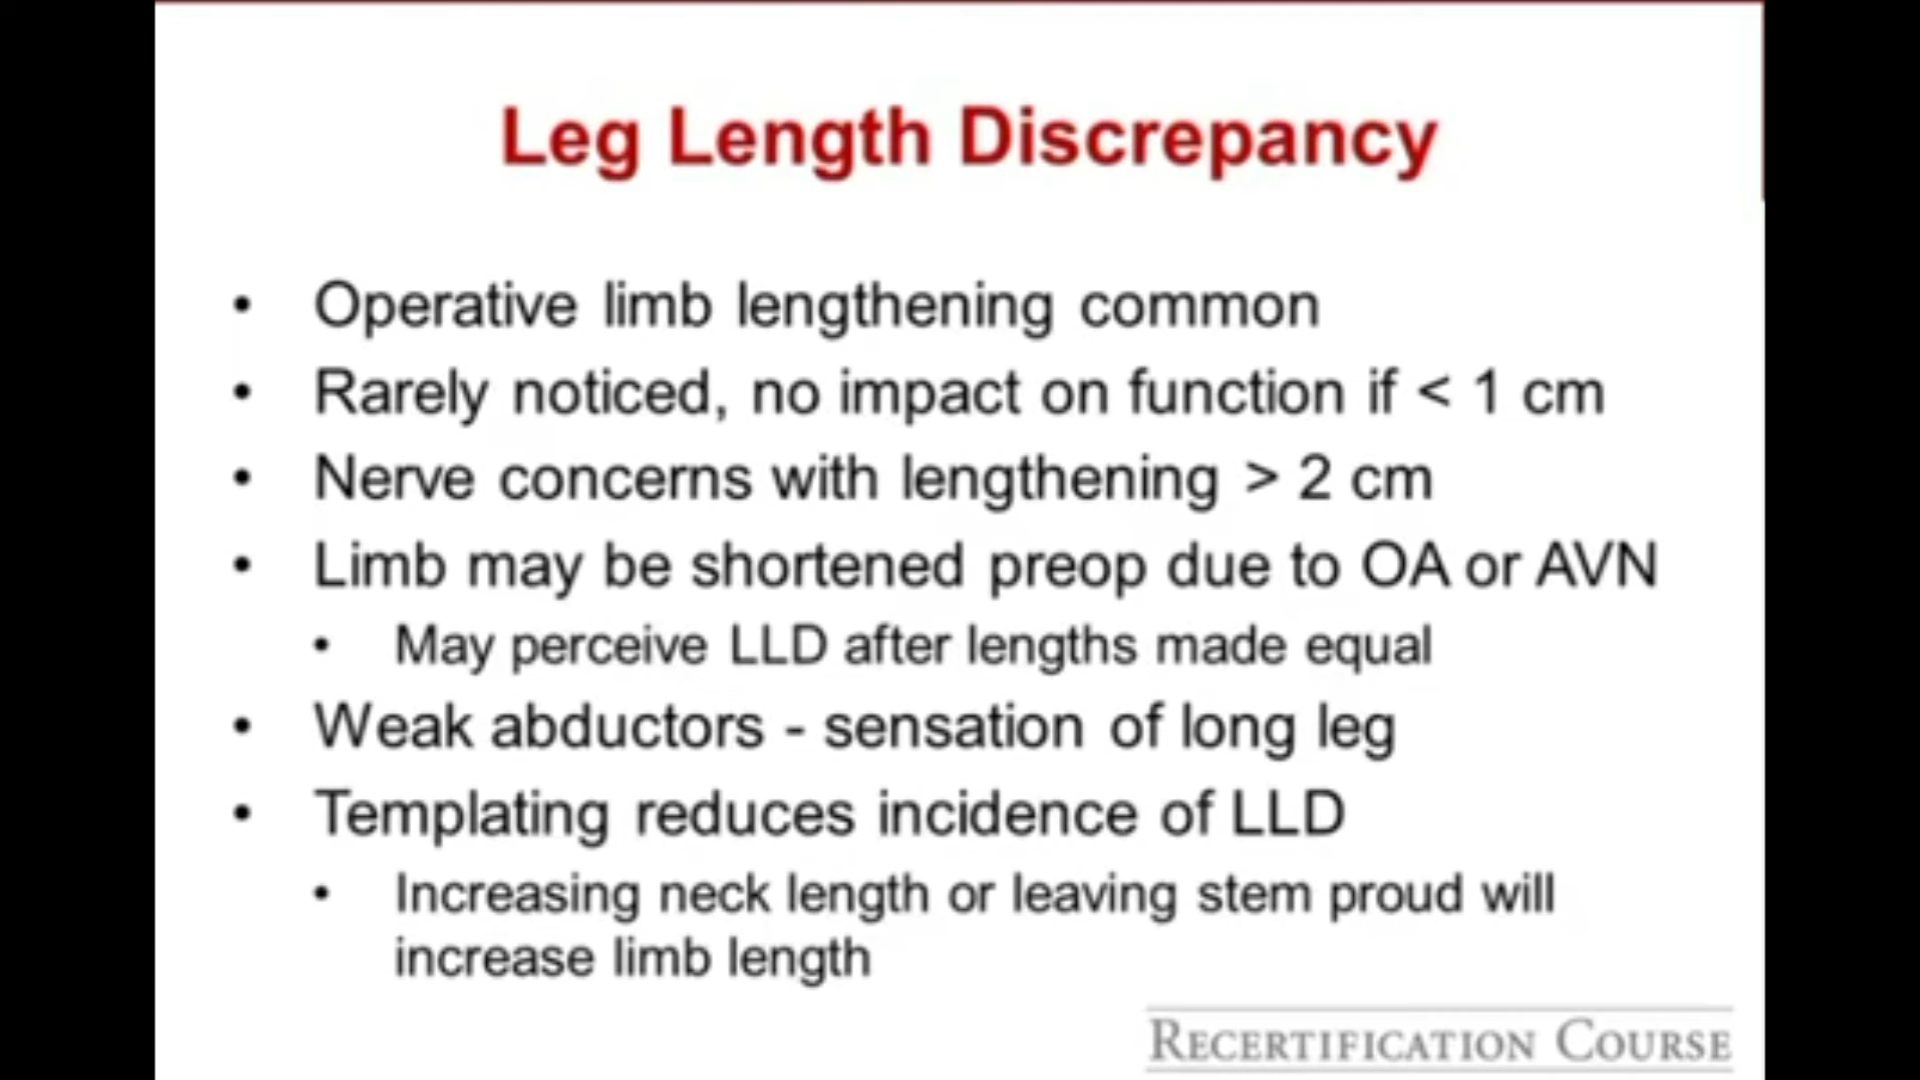 Leg Length Discrepancy
• Operative limb lengthening common
• Rarely noticed, no impact on function if < 1 cm
• Nerve concerns with lengthening > 2 cm
• Limb may be shortened preop due to OA or AVN
• May perceive LLD after lengths made equal
• Weak abductors - sensation of long leg
• Templating reduces incidence of LLD
• Increasing neck length or leaving stem proud will
increase limb length
RECERTIFICATION COURSE